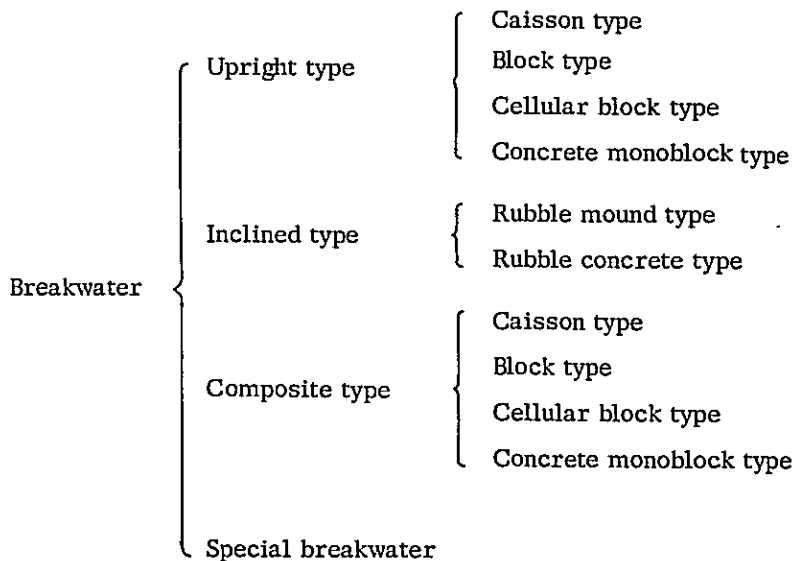 Breakwater
Upright type
Caisson type
Block type
Cellular block type
Concrete monoblock type
Inclined type
Rubble mound type
Rubble concrete type
Composite type
Caisson type
Block type
Cellular block type
Concrete monoblock type
Special breakwater